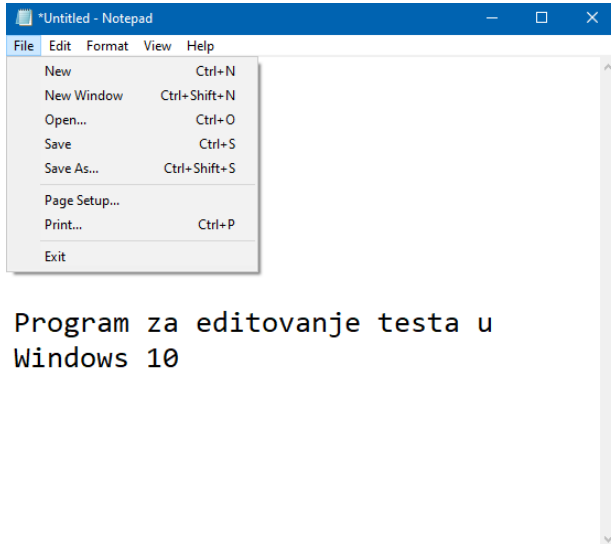 *Untitled - Notepad
File Edit Format View Help
New Ctrl+N
New Window Ctrl+Shift+N
Open... Ctrl+O
Save Ctrl+S
Save As... Ctrl+Shift+S
Page Setup...
Print... Ctrl+P
Exit
Program za editovanje testa u
Windows 10